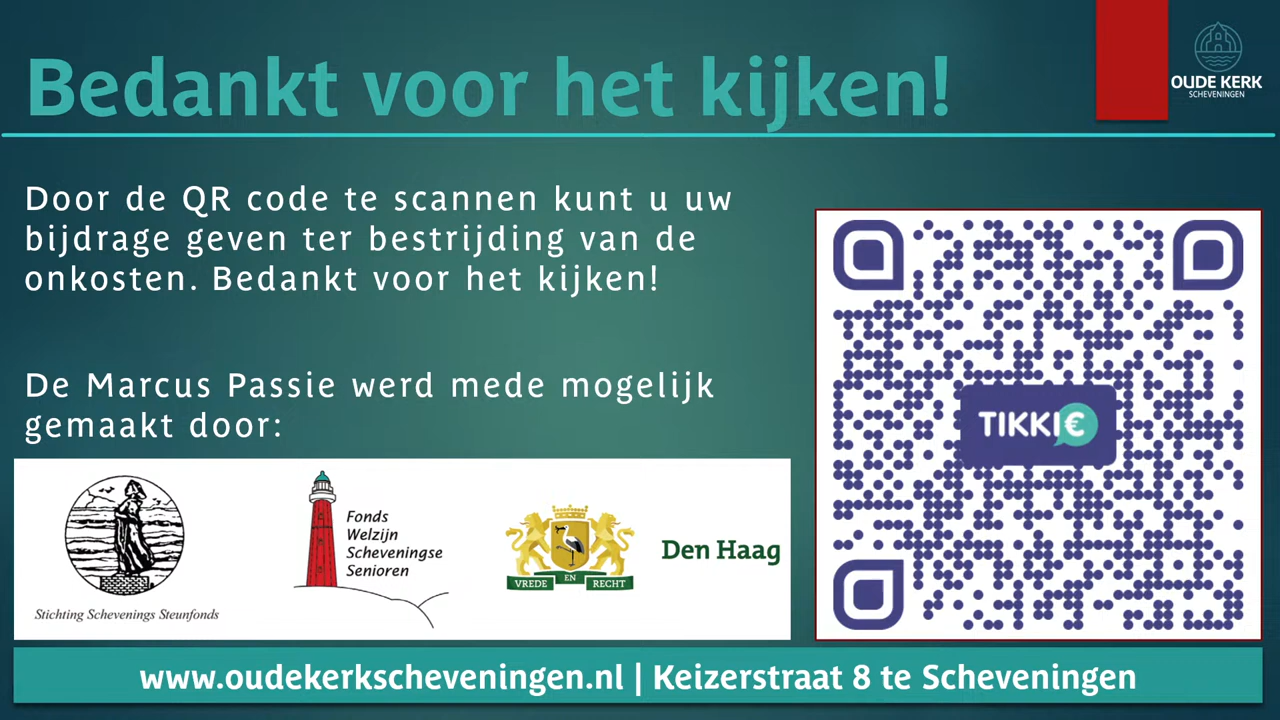 Bedankt voor het kijken!
OUDE KERK
SCHEVENINGEN
Door de QR code te scannen kunt u uw
bijdrage geven ter bestrijding van de
onkosten. Bedankt voor het kijken!
De Marcus Passie werd mede mogelijk
gemaakt door:
Stichting Schevenings Steunfonds
Fonds
Welzijn
Scheveningse
Senioren
VREDE EN RECHT
Den Haag
TIKKI€
www.oudekerkscheveningen.nl | Keizerstraat 8 te Scheveningen